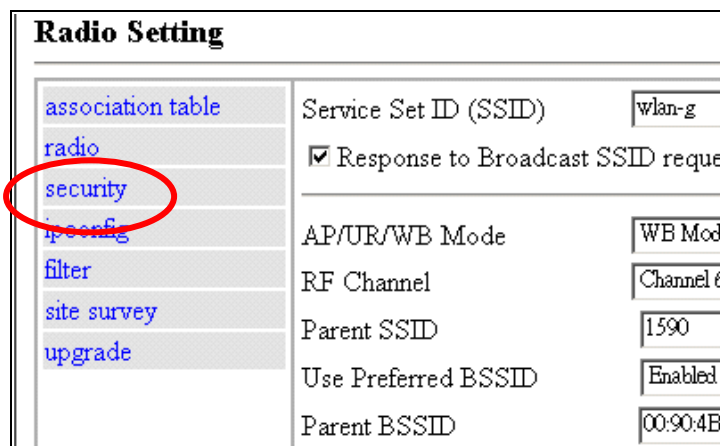 Radio Setting
association table
radio
security
ipconfig
filter
site survey
upgrade
Service Set ID (SSID) wlan-g
Response to Broadcast SSID reque
AP/UR/WB Mode WB Mod
RF Channel Channel 6
Parent SSID 1590
Use Preferred BSSID Enabled
Parent BSSID 00:90:4B